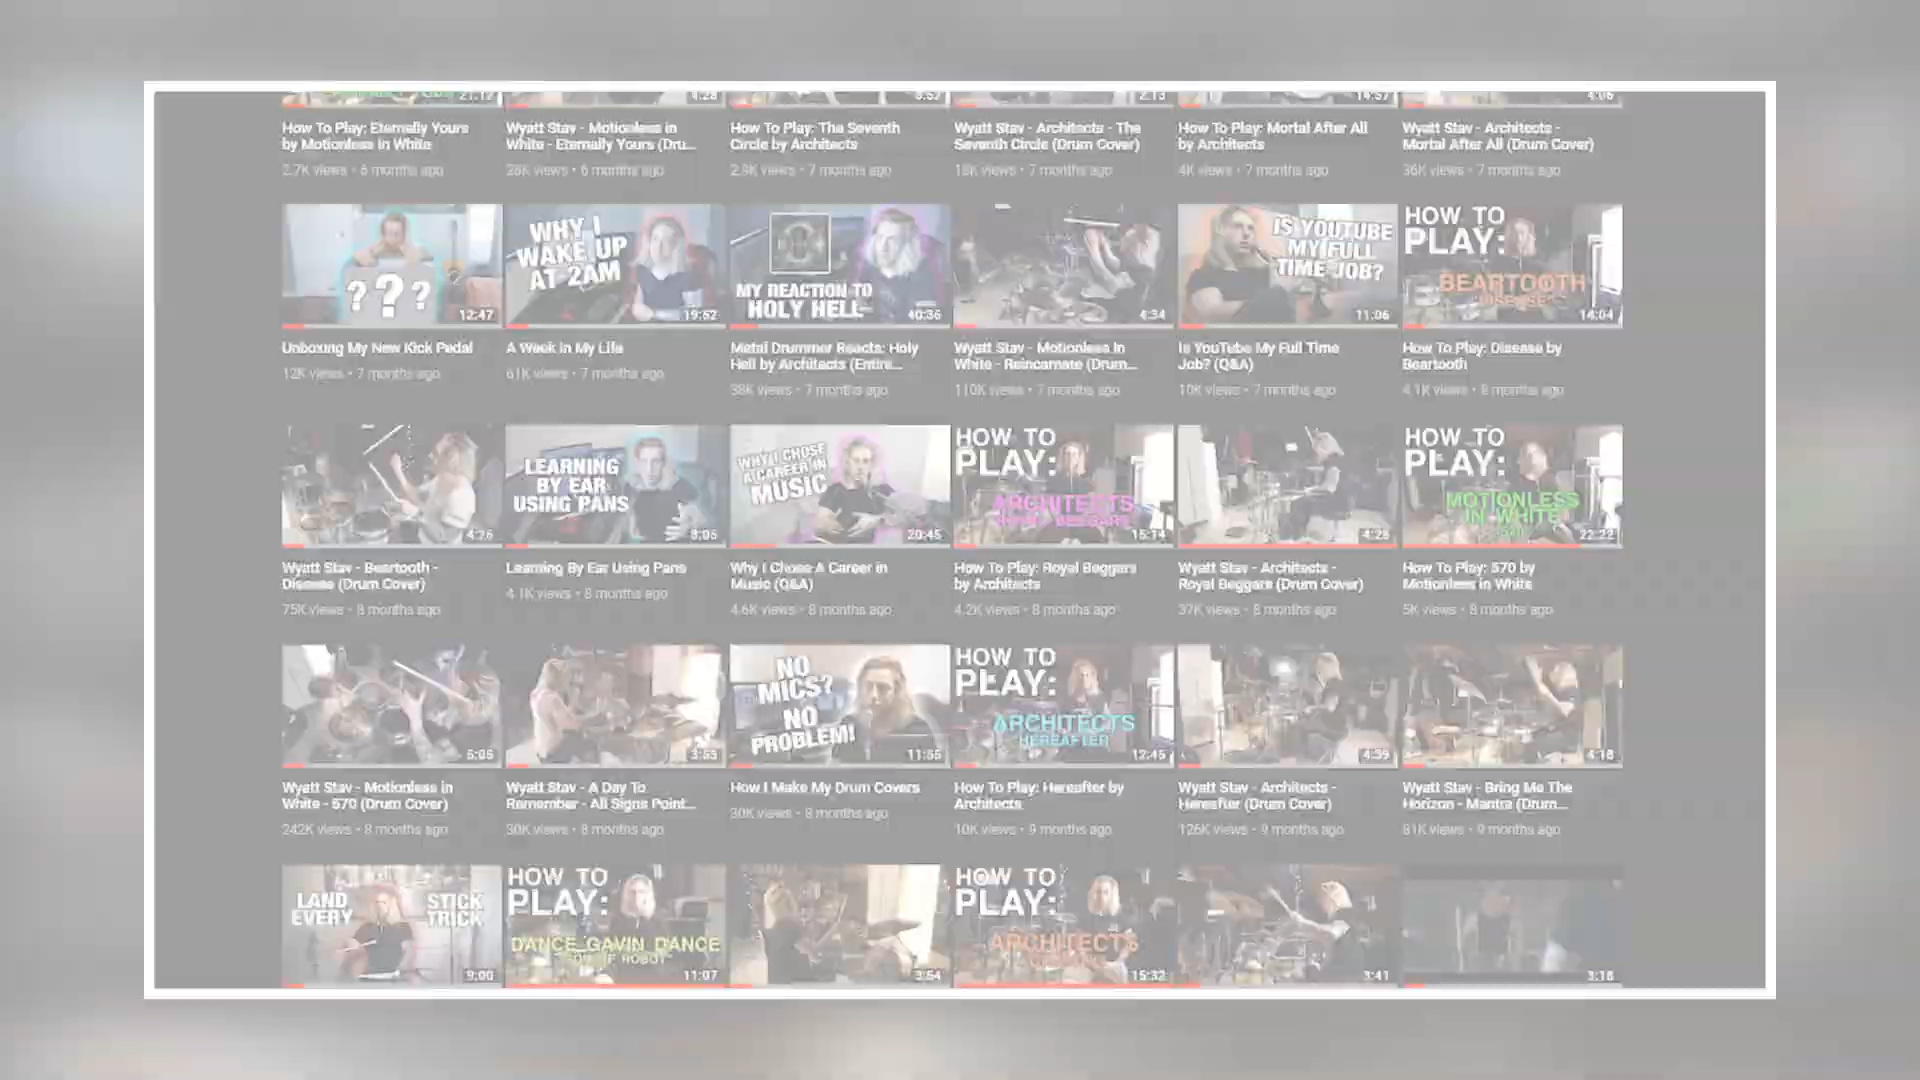 21:12 4:28 3:52 2:13 14:57 4:06
How To Play: Eternally Yours
by Motionless In White
2.7K views • 6 months ago
Wyatt Stav - Motionless in
White - Eternally Yours (Dru...
28K views • 6 months ago
How To Play: The Seventh
Circle by Architects
2.9K views • 7 months ago
Wyatt Stav - Architects - The
Seventh Circle (Drum Cover)
18K views • 7 months ago
How To Play: Mortal After All
by Architects
4K views • 7 months ago
Wyatt Stav - Architects -
Mortal After All (Drum Cover)
36K views • 7 months ago
? ? ?
12:47
Unboxing My New Kick Pedal
12K views • 7 months ago
WHY I
WAKE UP
AT 2AM
19:52
A Week in My Life
61K views • 7 months ago
MY REACTION TO
HOLY HELL
40:36
Metal Drummer Reacts: Holy
Hell by Architects (Entire...
38K views • 7 months ago
4:34
Wyatt Stav - Motionless In
White - Reincarnate (Drum...
110K views • 7 months ago
IS YOUTUBE
MY FULL
TIME JOB?
11:06
Is YouTube My Full Time
Job? (Q&A)
10K views • 7 months ago
HOW TO
PLAY:
BEARTOOTH
"DISEASE"
14:04
How To Play: Disease by
Beartooth
4.1K views • 8 months ago
4:26
Wyatt Stav - Beartooth -
Disease (Drum Cover)
75K views • 8 months ago
LEARNING
BY EAR
USING PANS
8:05
Learning By Ear Using Pans
4.1K views • 8 months ago
WHY I CHOSE
A CAREER IN
MUSIC
20:45
Why I Chose A Career in
Music (Q&A)
4.6K views • 8 months ago
HOW TO
PLAY:
ARCHITECTS
ROYAL BEGGARS
15:14
How To Play: Royal Beggars
by Architects
4.2K views • 8 months ago
4:28
Wyatt Stav - Architects -
Royal Beggars (Drum Cover)
37K views • 8 months ago
HOW TO
PLAY:
MOTIONLESS
IN WHITE
22:22
How To Play: 570 by
Motionless in White
5K views • 8 months ago
5:05
Wyatt Stav - Motionless in
White - 570 (Drum Cover)
242K views • 8 months ago
3:53
Wyatt Stav - A Day To
Remember - All Signs Point...
30K views • 8 months ago
NO
MICS?
NO
PROBLEM!
11:55
How I Make My Drum Covers
30K views • 8 months ago
HOW TO
PLAY:
ARCHITECTS
HEREAFTER
12:45
How To Play: Hereafter by
Architects
10K views • 9 months ago
4:39
Wyatt Stav - Architects -
Hereafter (Drum Cover)
126K views • 9 months ago
4:18
Wyatt Stav - Bring Me The
Horizon - Mantra (Drum...
81K views • 9 months ago
LAND
EVERY
STICK
TRICK
9:00
HOW TO
PLAY:
DANCE GAVIN DANCE
11:07
3:54
HOW TO
PLAY:
ARCHITECTS
15:32
3:41
3:18